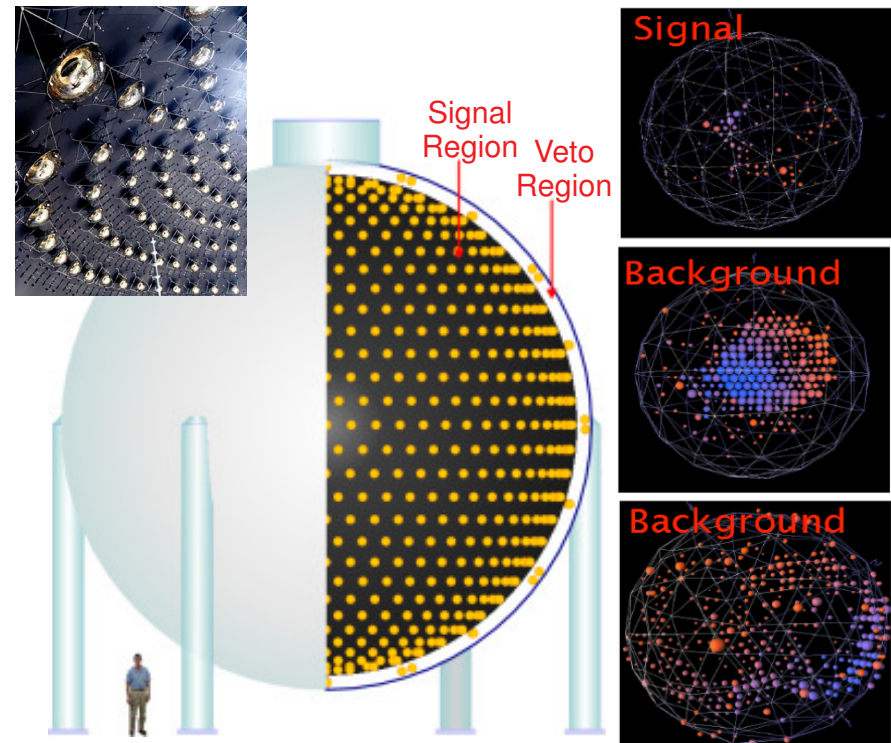 Signal
Region
Veto
Region
Signal
Background
Background